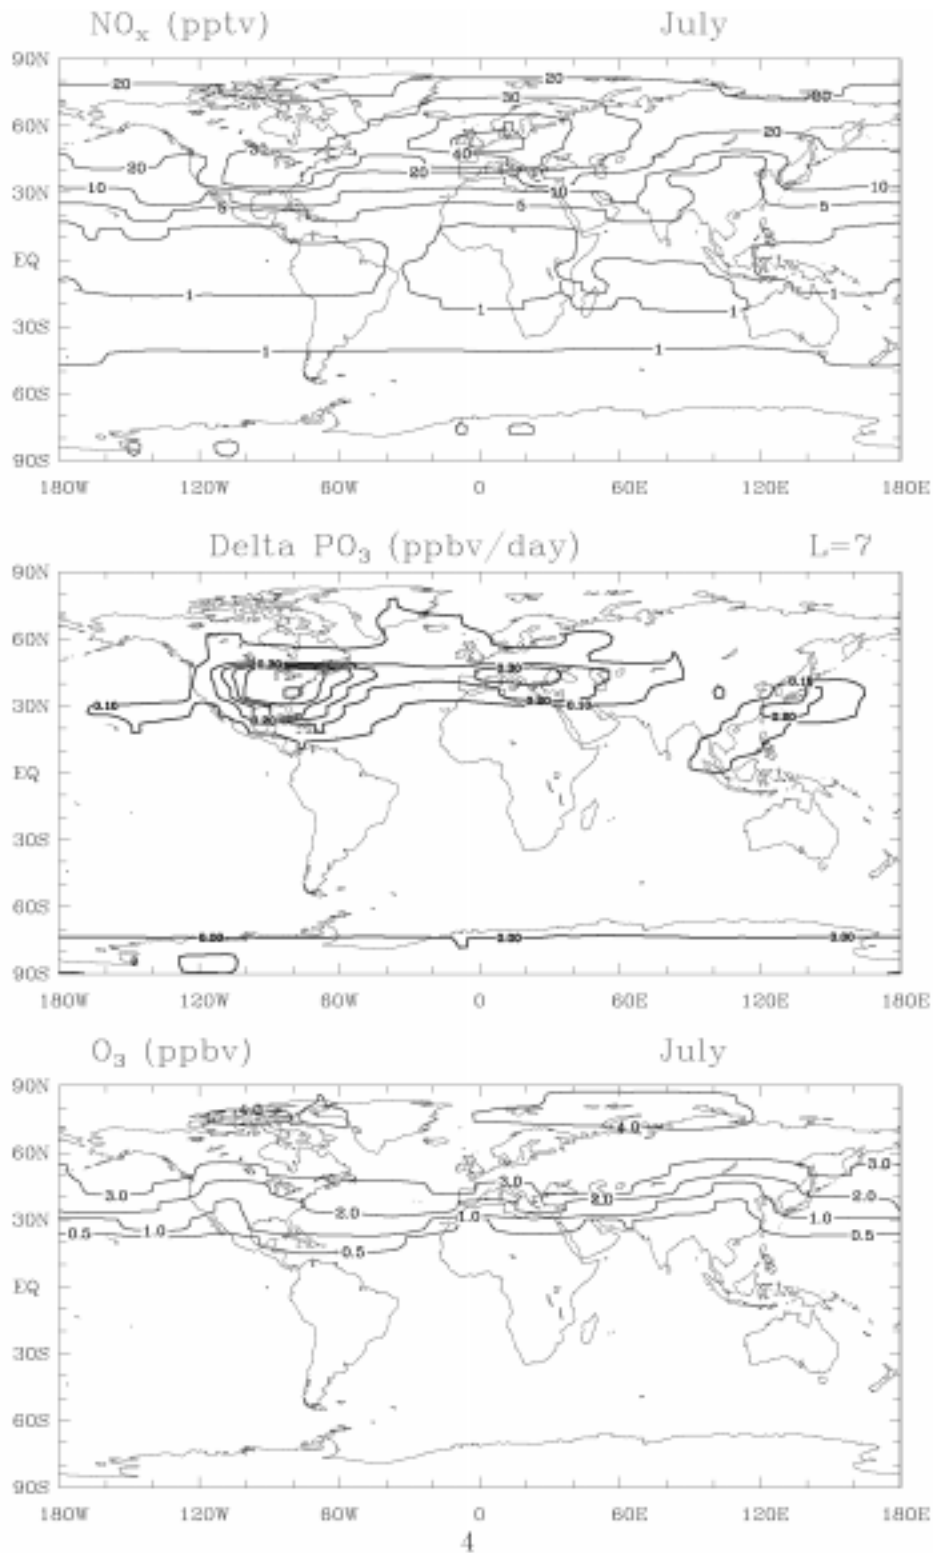 NOx (pptv) July
90N
60N
30N
EQ
30S
60S
90S
20 20 20
30
30 40 20
20 20
10 10 10
5 5 5
1 1 1 1
1 1
180W 120W 60W 0 60E 120E 180E
Delta PO3 (ppbv/day) L=7
90N
60N
30N
EQ
30S
60S
90S
0.10 0.20 0.10
180W 120W 60W 0 60E 120E 180E
O3 (ppbv) July
90N
60N
30N
EQ
30S
60S
90S
4.0 4.0
3.0 3.0 3.0
2.0 2.0 2.0
1.0 1.0 1.0
0.5 0.5 0.5
180W 120W 60W 0 60E 120E 180E
4